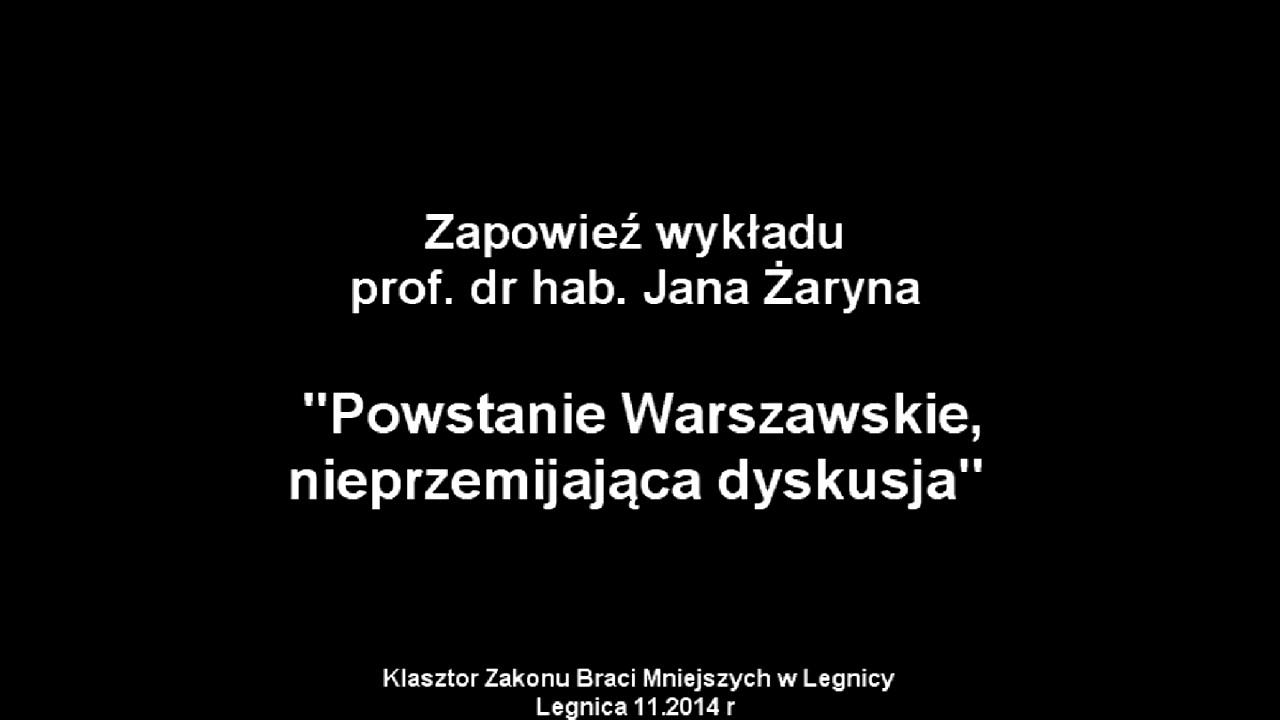 Zapowieź wykładu
prof. dr hab. Jana Żaryna
"Powstanie Warszawskie,
nieprzemijająca dyskusja"
Klasztor Zakonu Braci Mniejszych w Legnicy
Legnica 11.2014 r